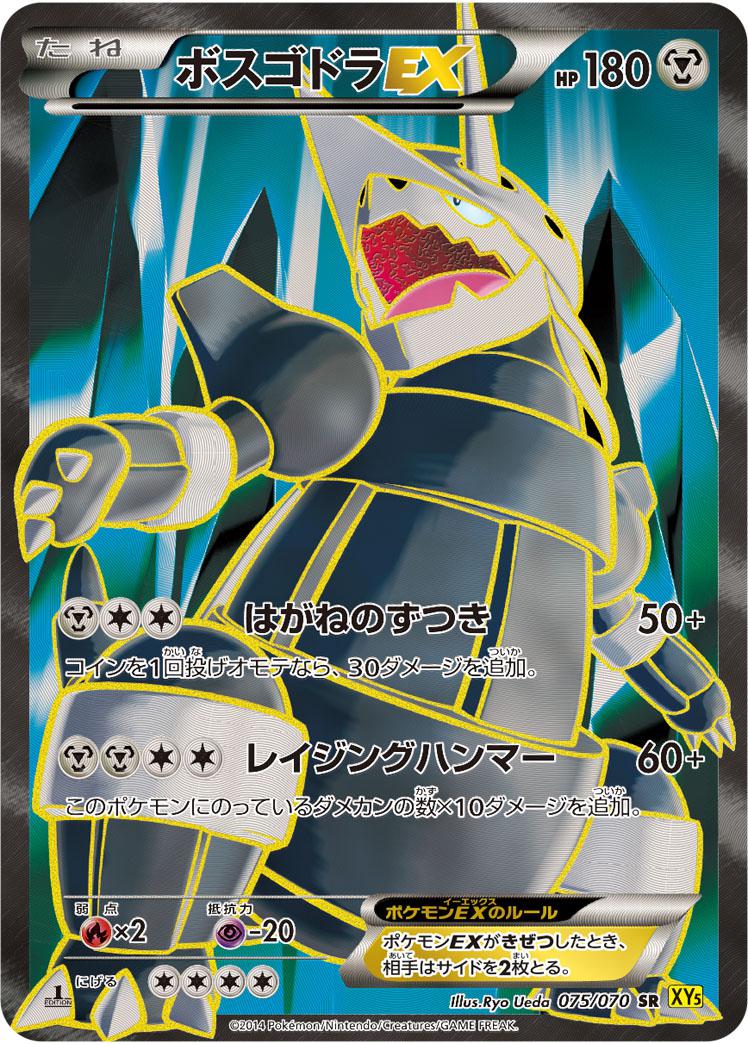 たね ボスゴドラEX HP180
はがねのずつき 50+
コインを1回投げオモテなら、30ダメージを追加。
レイジングハンマー 60+
このポケモンにのっているダメカンの数×10ダメージを追加。
弱点 抵抗力
×2 -20
ポケモンEXのルール
ポケモンEXがきぜつしたとき、
相手はサイドを2枚とる。
にげる
1 EDITION
Illus.Ryo Ueda 075/070 SR XY5
©2014 Pokémon/Nintendo/Creatures/GAME FREAK.